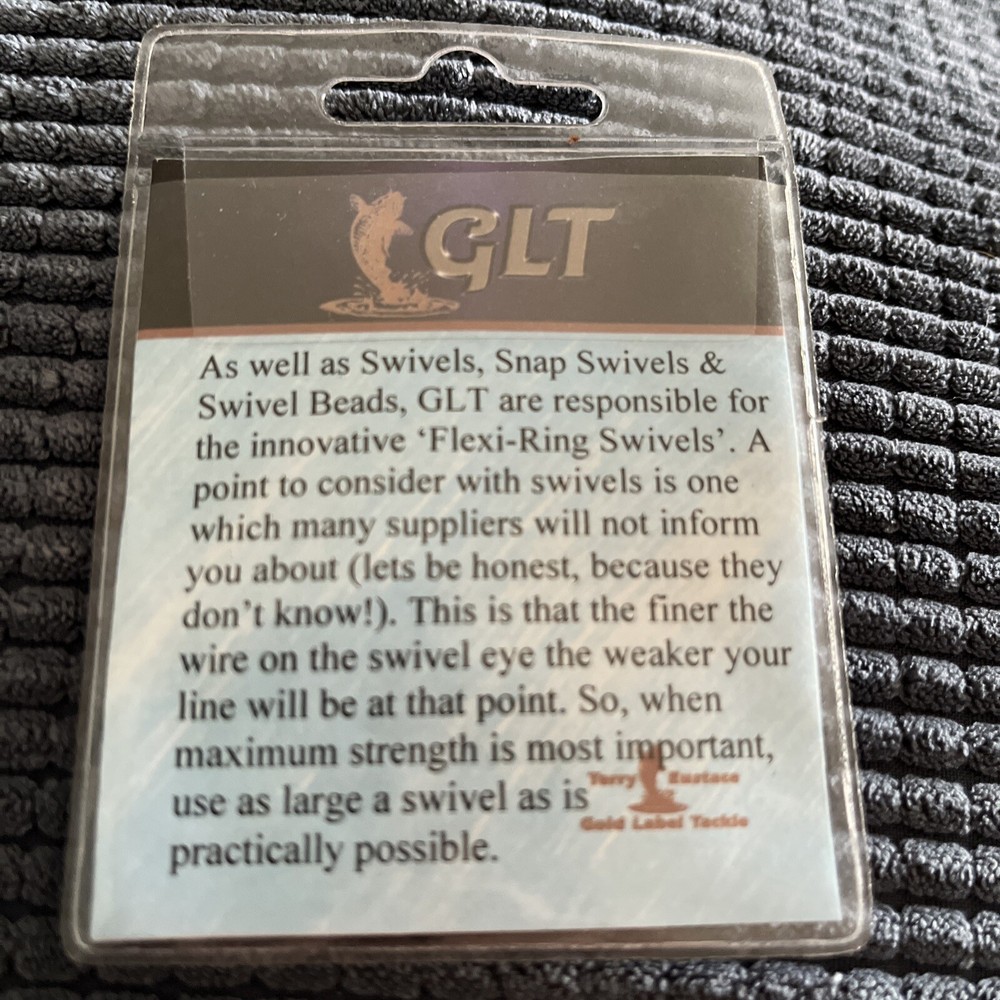 GLT
As well as Swivels, Snap Swivels &
Swivel Beads, GLT are responsible for
the innovative ‘Flexi-Ring Swivels’. A
point to consider with swivels is one
which many suppliers will not inform
you about (lets be honest, because they
don’t know!). This is that the finer the
wire on the swivel eye the weaker your
line will be at that point. So, when
maximum strength is most important,
use as large a swivel as is
practically possible.
Terry Eustace
Gold Label Tackle